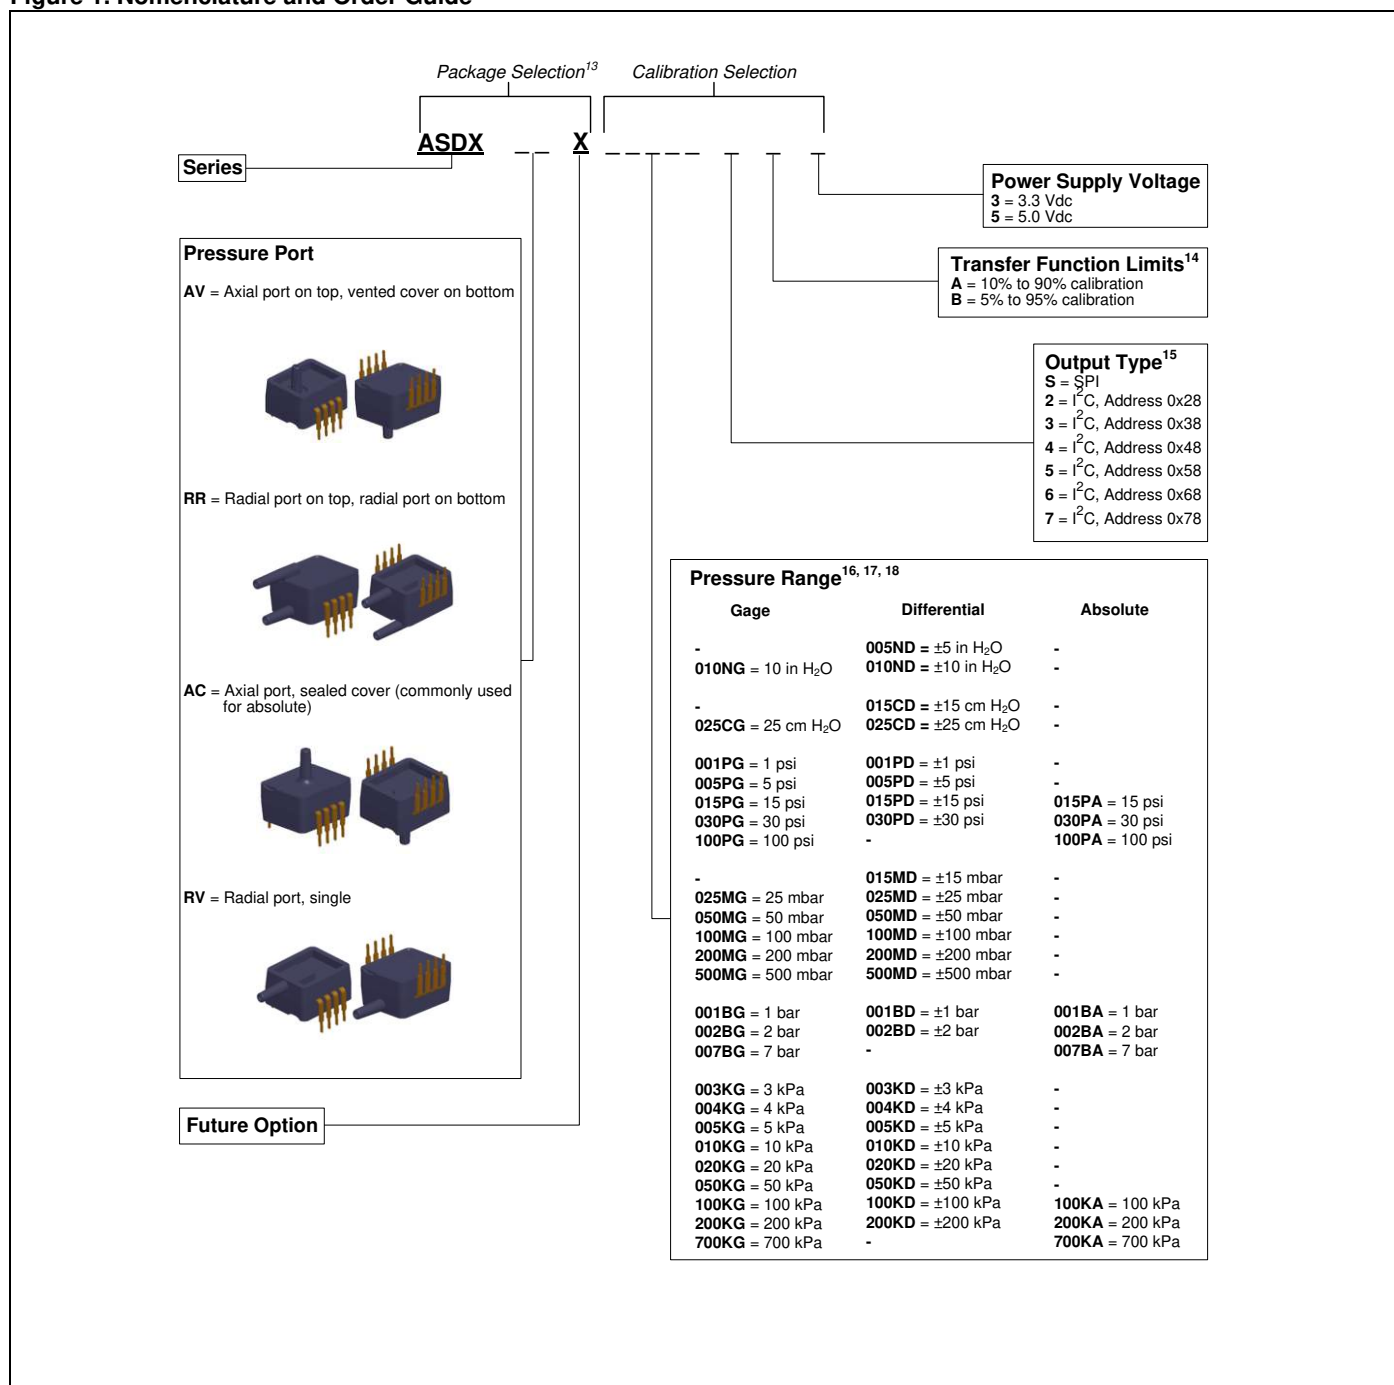 Figure 1. Nomenclature and Order Guide
Package Selection13 Calibration Selection
ASDX _ _ X _ _ _ _ _ _ _ _
Series
Power Supply Voltage
3 = 3.3 Vdc
5 = 5.0 Vdc
Transfer Function Limits14
A = 10% to 90% calibration
B = 5% to 95% calibration
Output Type15
S = SPI
2 = I2C, Address 0x28
3 = I2C, Address 0x38
4 = I2C, Address 0x48
5 = I2C, Address 0x58
6 = I2C, Address 0x68
7 = I2C, Address 0x78
Pressure Port
AV = Axial port on top, vented cover on bottom
RR = Radial port on top, radial port on bottom
AC = Axial port, sealed cover (commonly used
for absolute)
RV = Radial port, single
Future Option
Pressure Range16, 17, 18
Gage Differential Absolute
- 005ND = ±5 in H2O -
010NG = 10 in H2O 010ND = ±10 in H2O -
- 015CD = ±15 cm H2O -
025CG = 25 cm H2O 025CD = ±25 cm H2O -
001PG = 1 psi 001PD = ±1 psi -
005PG = 5 psi 005PD = ±5 psi -
015PG = 15 psi 015PD = ±15 psi 015PA = 15 psi
030PG = 30 psi 030PD = ±30 psi 030PA = 30 psi
100PG = 100 psi - 100PA = 100 psi
- 015MD = ±15 mbar -
025MG = 25 mbar 025MD = ±25 mbar -
050MG = 50 mbar 050MD = ±50 mbar -
100MG = 100 mbar 100MD = ±100 mbar -
200MG = 200 mbar 200MD = ±200 mbar -
500MG = 500 mbar 500MD = ±500 mbar -
001BG = 1 bar 001BD = ±1 bar 001BA = 1 bar
002BG = 2 bar 002BD = ±2 bar 002BA = 2 bar
007BG = 7 bar - 007BA = 7 bar
003KG = 3 kPa 003KD = ±3 kPa -
004KG = 4 kPa 004KD = ±4 kPa -
005KG = 5 kPa 005KD = ±5 kPa -
010KG = 10 kPa 010KD = ±10 kPa -
020KG = 20 kPa 020KD = ±20 kPa -
050KG = 50 kPa 050KD = ±50 kPa -
100KG = 100 kPa 100KD = ±100 kPa 100KA = 100 kPa
200KG = 200 kPa 200KD = ±200 kPa 200KA = 200 kPa
700KG = 700 kPa - 700KA = 700 kPa